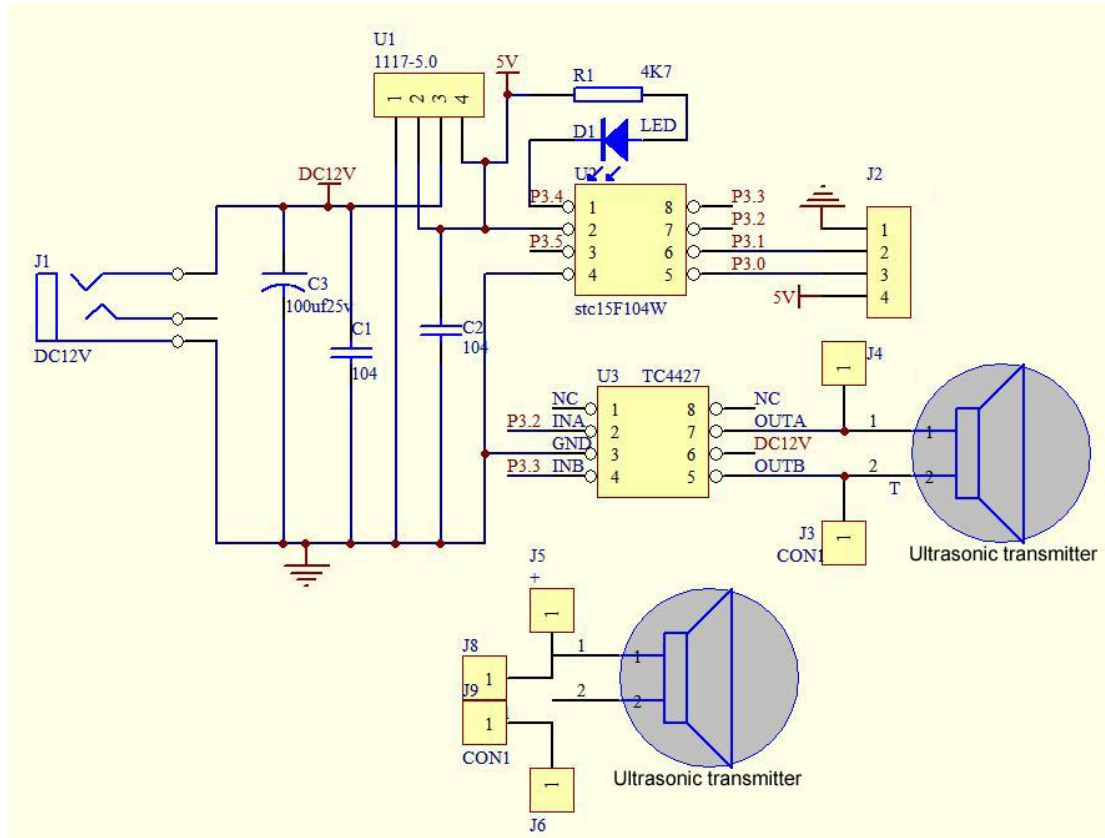 U1
1117-5.0
1 2 3 4
5V
R1 4K7
D1 LED
DC12V
J1
DC12V
C3
100uf25v
C1
104
C2
104
P3.4 1 8 P3.3
2 7 P3.2
P3.5 3 6 P3.1
4 5 P3.0
stc15F104W
J2
1
2
3
5V 4
U3 TC4427
NC 1 8 NC
P3.2 INA 2 7 OUTA
GND 3 6 DC12V
P3.3 INB 4 5 OUTB
J4
1
1 1
2 2
T
J3
CON1
1
Ultrasonic transmitter
J5
+
1
J8
1
J9
1
CON1
1 1
2 2
1
J6
Ultrasonic transmitter